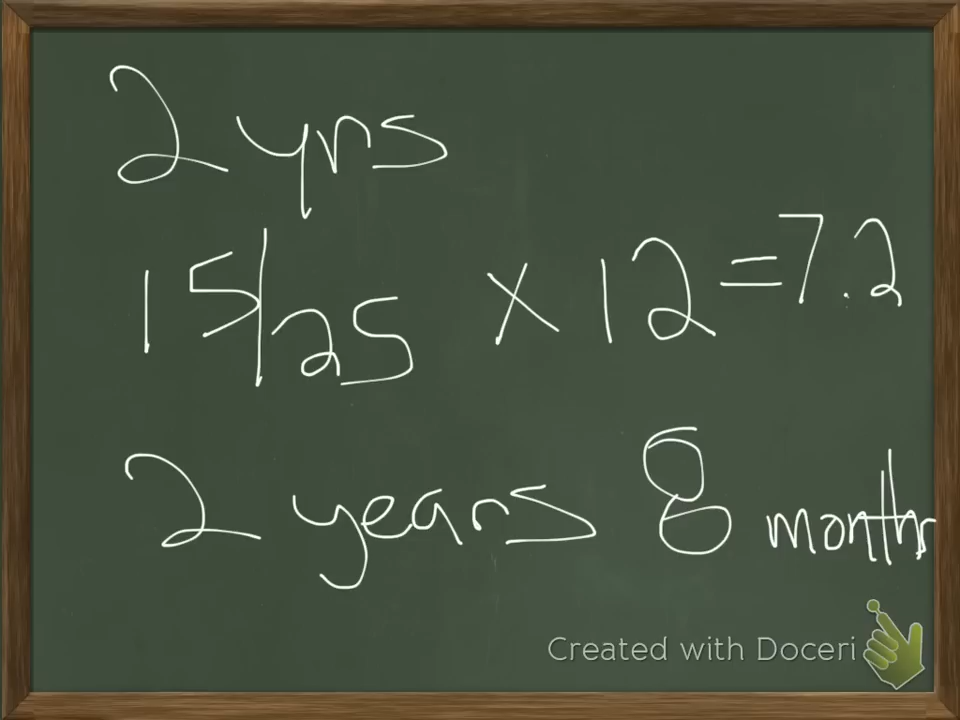 2 yrs
15/25 x 12 = 7.2
2 years 8 months
Created with Doceri